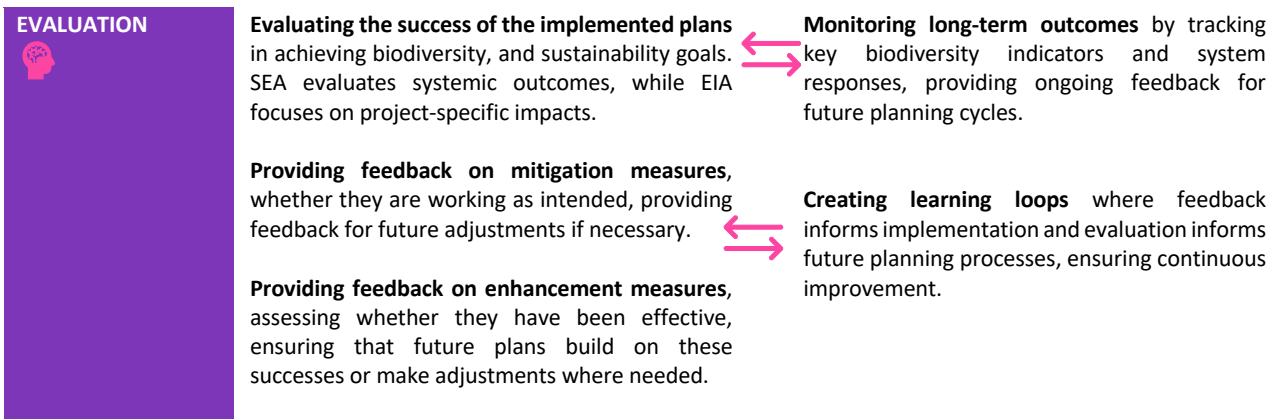 EVALUATION
Evaluating the success of the implemented plans
in achieving biodiversity, and sustainability goals.
SEA evaluates systemic outcomes, while EIA
focuses on project-specific impacts.
Providing feedback on mitigation measures,
whether they are working as intended, providing
feedback for future adjustments if necessary.
Providing feedback on enhancement measures,
assessing whether they have been effective,
ensuring that future plans build on these
successes or make adjustments where needed.
Monitoring long-term outcomes by tracking
key biodiversity indicators and system
responses, providing ongoing feedback for
future planning cycles.
Creating learning loops where feedback
informs implementation and evaluation informs
future planning processes, ensuring continuous
improvement.